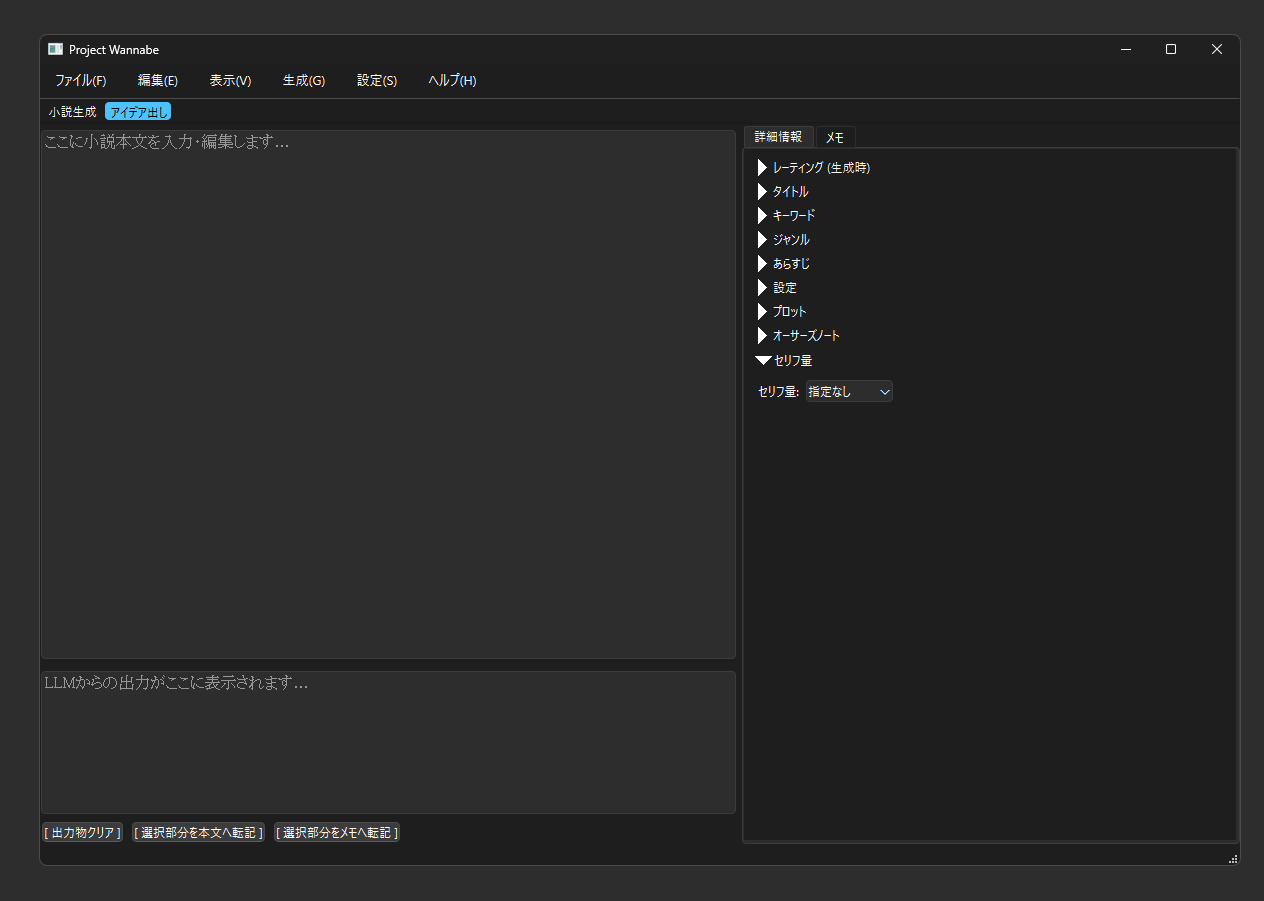 Project Wannabe
ファイル(F) 編集(E) 表示(V) 生成(G) 設定(S) ヘルプ(H)
小説生成 アイデア出し
ここに小説本文を入力・編集します...
LLMからの出力がここに表示されます...
[ 出力物クリア ] [ 選択部分を本文へ転記 ] [ 選択部分をメモへ転記 ]
詳細情報 メモ
レーティング (生成時)
タイトル
キーワード
ジャンル
あらすじ
設定
プロット
オーサーズノート
セリフ量
セリフ量: 指定なし